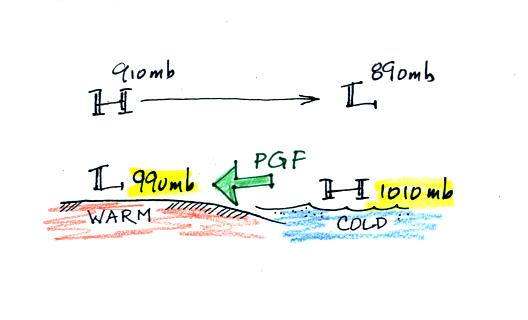 910mb 890mb
H L
PGF
L 990mb H 1010mb
WARM COLD